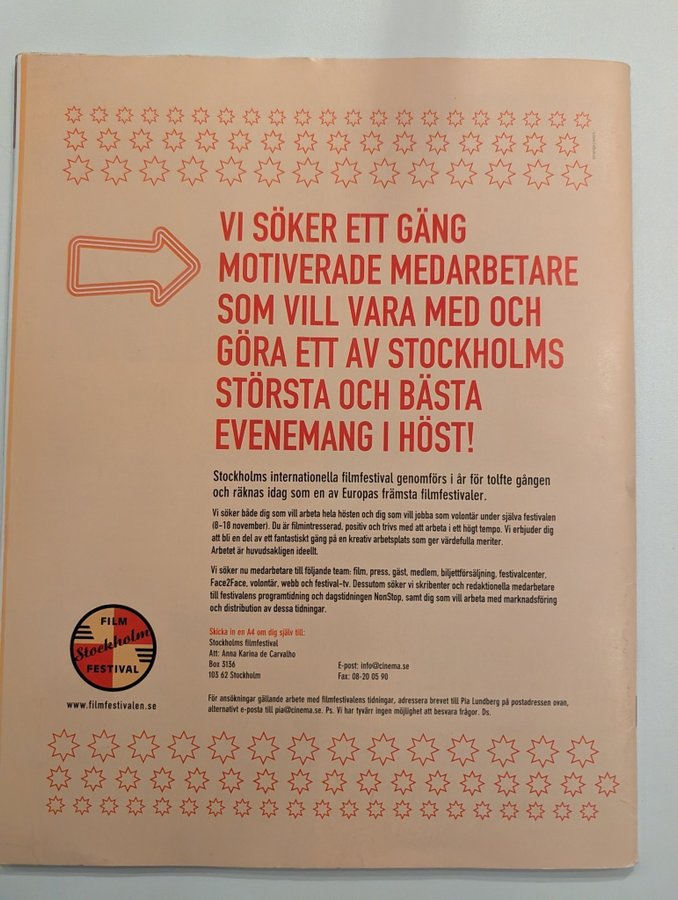 VI SÖKER ETT GÄNG
MOTIVERADE MEDARBETARE
SOM VILL VARA MED OCH
GÖRA ETT AV STOCKHOLMS
STÖRSTA OCH BÄSTA
EVENEMANG I HÖST!
Stockholms internationella filmfestival genomförs i år för tolfte gången
och räknas idag som en av Europas främsta filmfestivaler.
Vi söker både dig som vill arbeta hela hösten och dig som vill jobba som volontär under själva festivalen
(8-18 november). Du är filmintresserad, positiv och trivs med att arbeta i ett högt tempo. Vi erbjuder dig
att bli en del av ett fantastiskt gäng på en kreativ arbetsplats som ger värdefulla meriter.
Arbetet är huvudsakligen ideellt.
Vi söker nu medarbetare till följande team: film, press, gäst, medlem, biljettförsäljning, festivalcenter,
Face2Face, volontär, webb och festival-tv. Dessutom söker vi skribenter och redaktionella medarbetare
till festivalens programtidning och dagstidningen NonStop, samt dig som vill arbeta med marknadsföring
och distribution av dessa tidningar.
Skicka in en A4 om dig själv till:
Stockholms filmfestival
Att: Anna Karina de Carvalho
Box 3136
103 62 Stockholm
E-post: info@cinema.se
Fax: 08-20 05 90
För ansökningar gällande arbete med filmfestivalens tidningar, adressera brevet till Pia Lundberg på postadressen ovan,
alternativt e-posta till pia@cinema.se. Ps. Vi har tyvärr ingen möjlighet att besvara frågor. Ds.
FILM
Stockholm
FESTIVAL
www.filmfestivalen.se